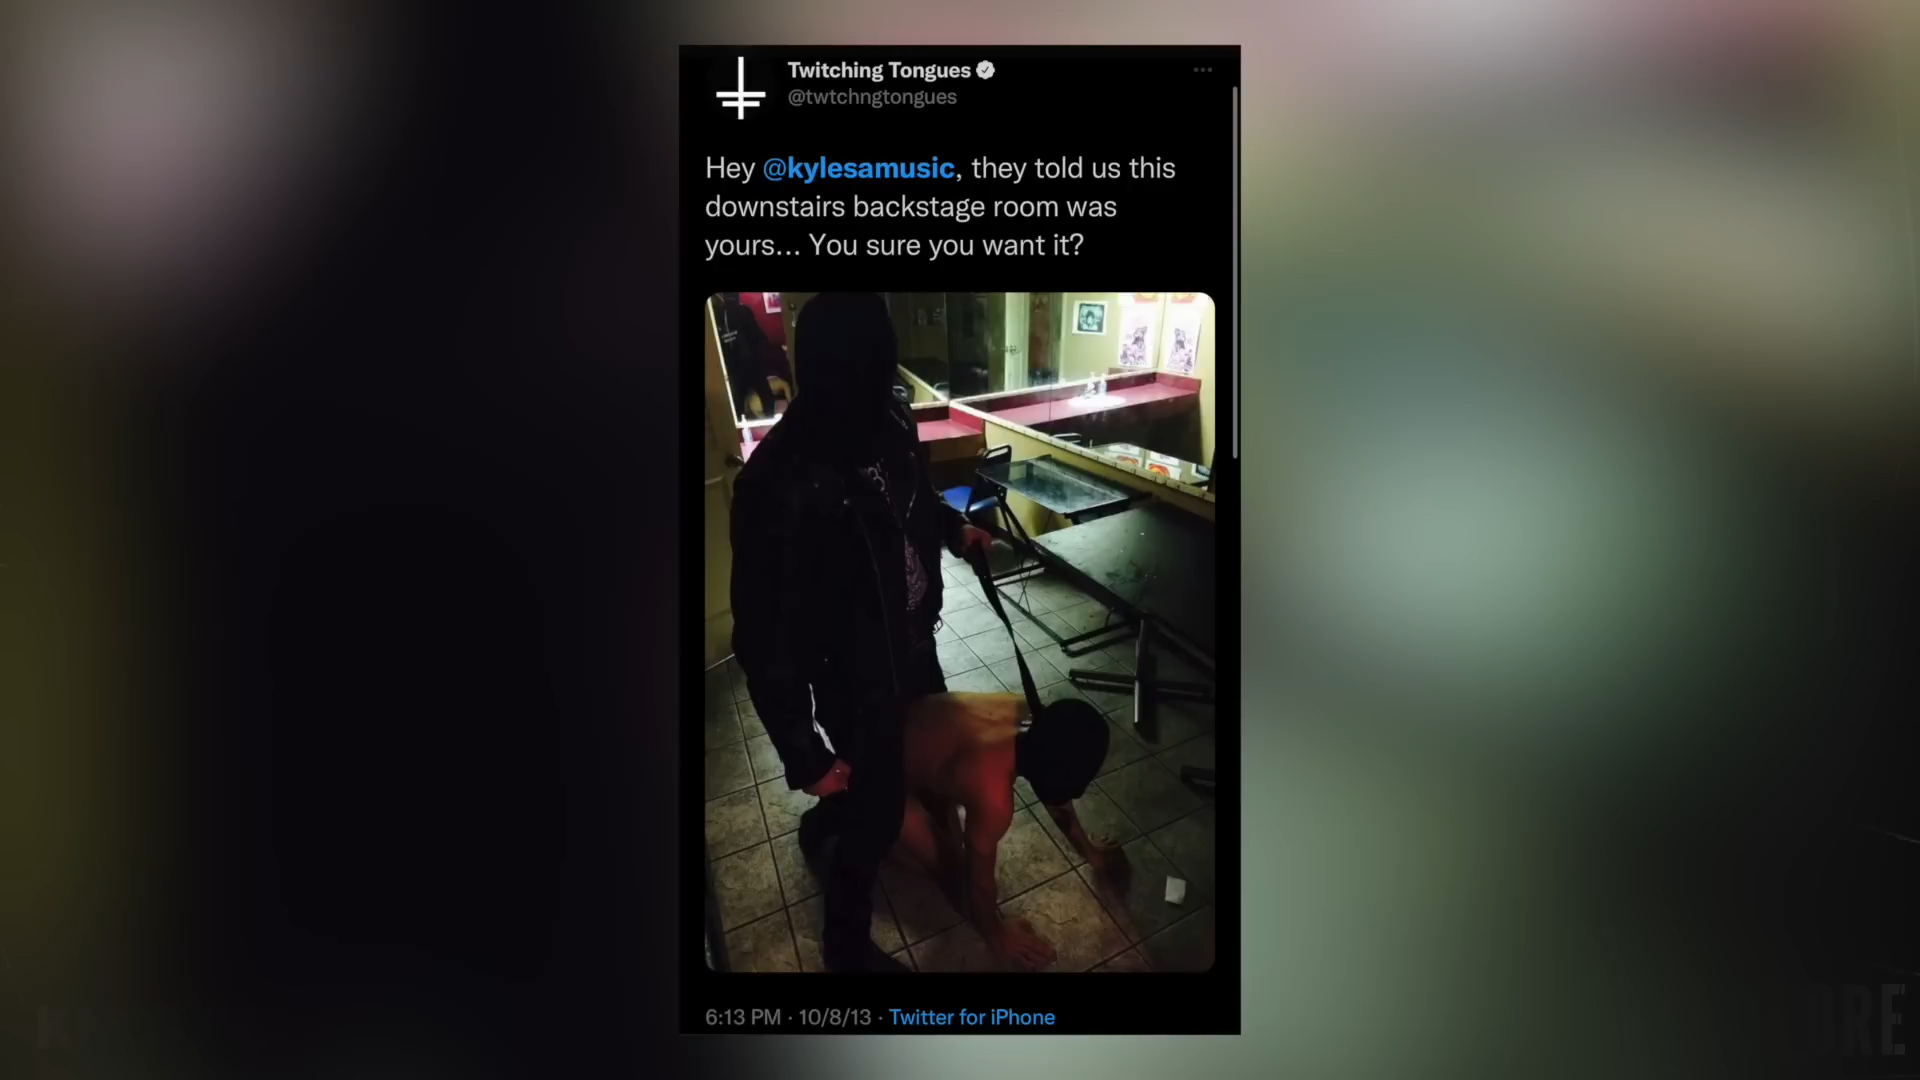 Twitching Tongues
@twtchngtongues
Hey @kylesamusic, they told us this
downstairs backstage room was
yours... You sure you want it?
6:13 PM · 10/8/13 · Twitter for iPhone